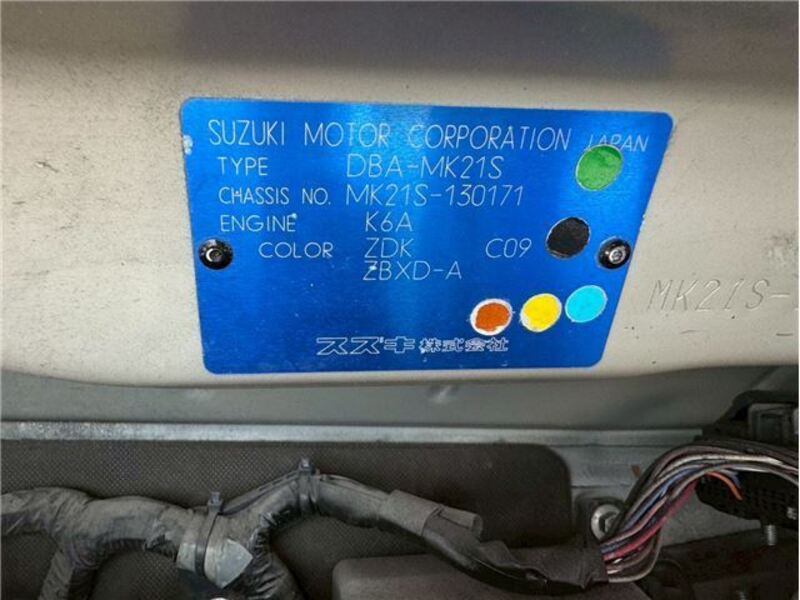 SUZUKI MOTOR CORPORATION JAPAN
TYPE DBA-MK21S
CHASSIS NO. MK21S-130171
ENGINE K6A
COLOR ZDK C09
ZBXD-A
スズキ株式会社
MK21S-